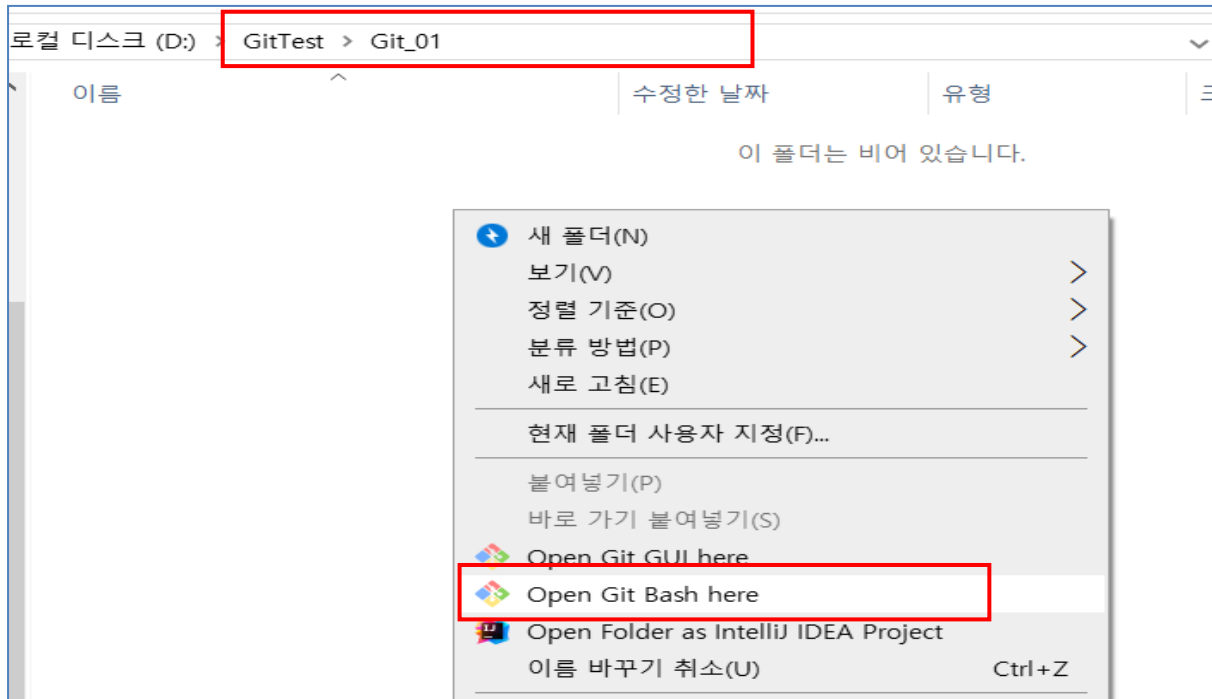 로컬 디스크 (D:) > GitTest > Git_01
이름 수정한 날짜 유형
이 폴더는 비어 있습니다.
새 폴더(N)
보기(V)
정렬 기준(O)
분류 방법(P)
새로 고침(E)
현재 폴더 사용자 지정(F)...
붙여넣기(P)
바로 가기 붙여넣기(S)
Open Git GUI here
Open Git Bash here
Open Folder as IntelliJ IDEA Project
이름 바꾸기 취소(U) Ctrl+Z